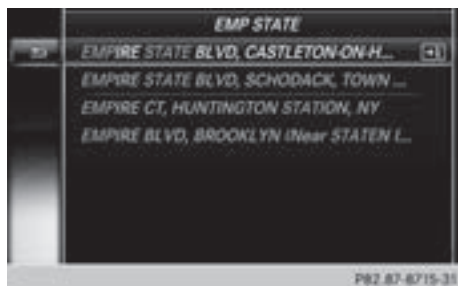 EMP STATE
EMPIRE STATE BLVD, CASTLETON-ON-H...
EMPIRE STATE BLVD, SCHODACK, TOWN ...
EMPIRE CT, HUNTINGTON STATION, NY
EMPIRE BLVD, BROOKLYN (Near STATEN I...
P82.87-8715-31